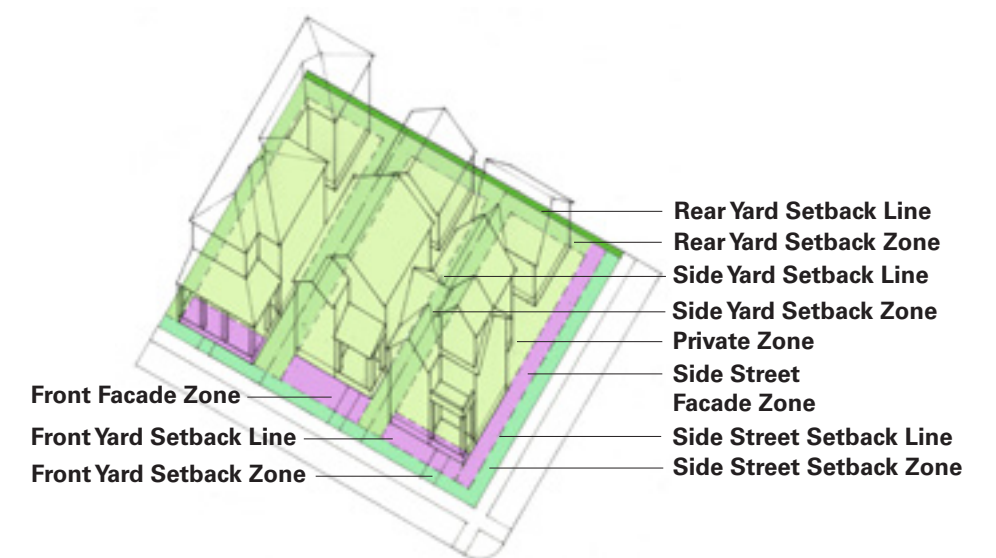 Rear Yard Setback Line
Rear Yard Setback Zone
Side Yard Setback Line
Side Yard Setback Zone
Private Zone
Side Street
Facade Zone
Side Street Setback Line
Side Street Setback Zone
Front Facade Zone
Front Yard Setback Line
Front Yard Setback Zone